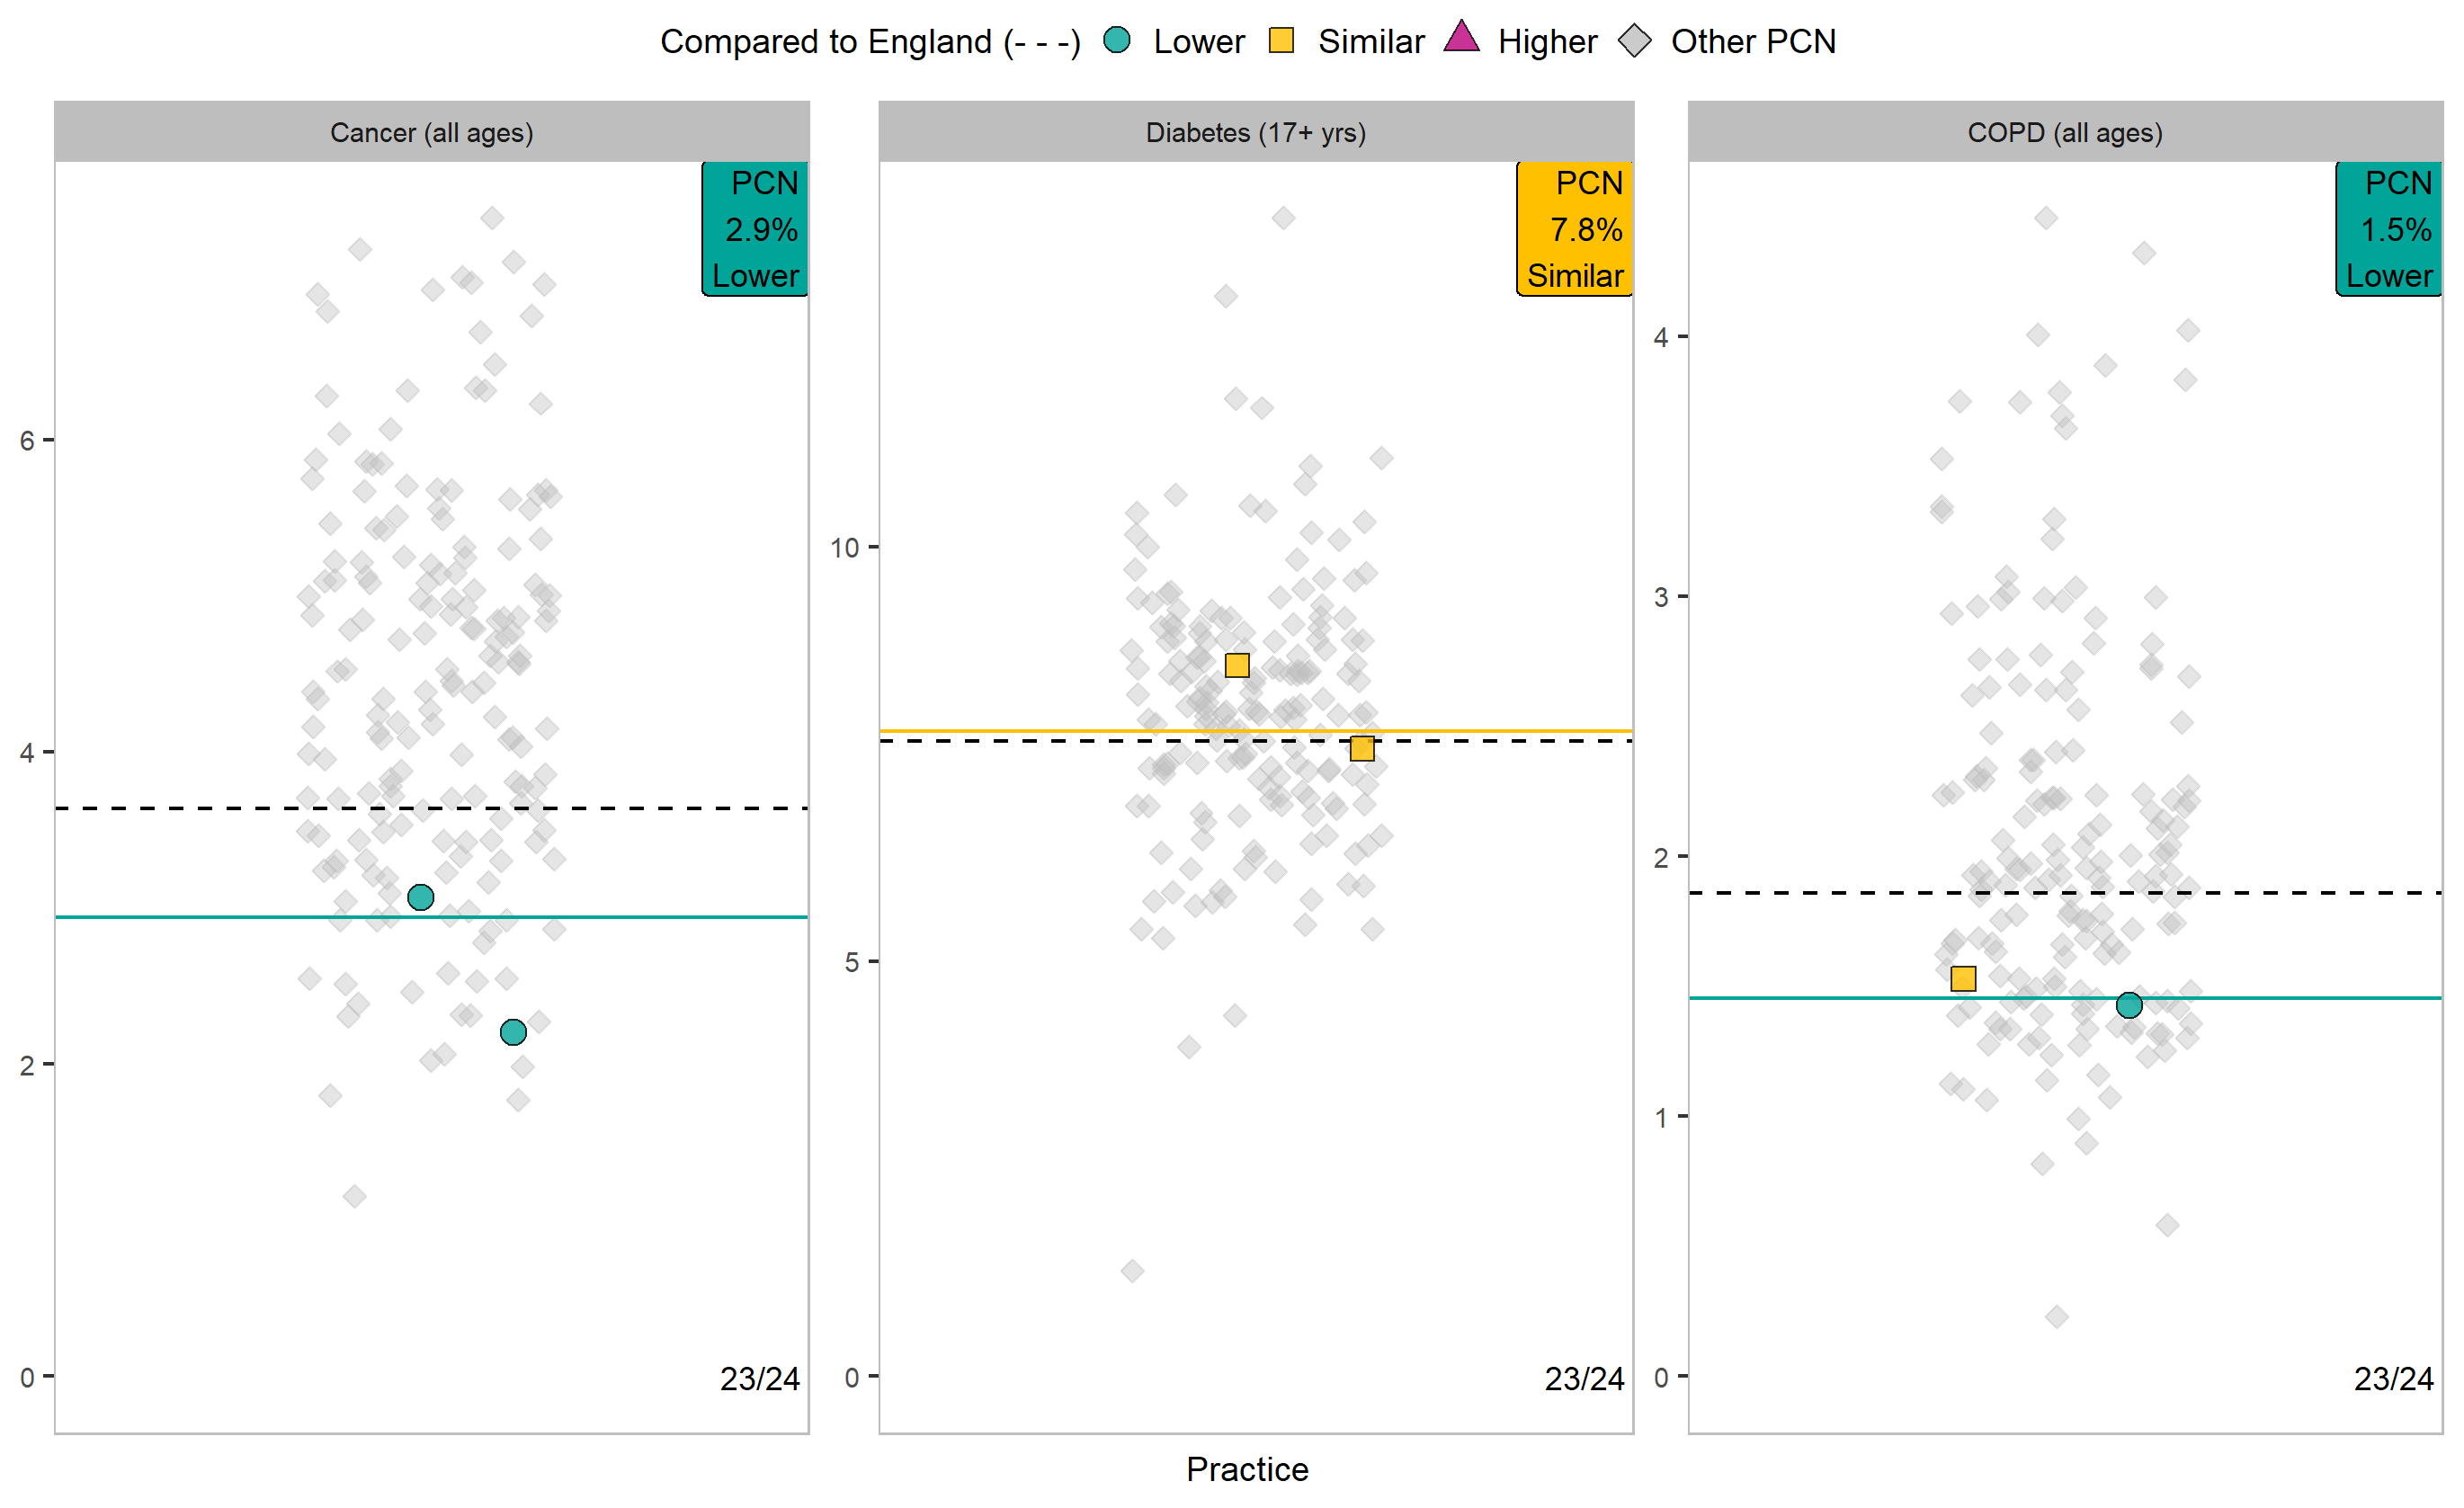 Compared to England (- - -) Lower Similar Higher Other PCN
Cancer (all ages)
PCN
2.9%
Lower
6
4
2
0
23/24
Diabetes (17+ yrs)
PCN
7.8%
Similar
10
5
0
23/24
COPD (all ages)
PCN
1.5%
Lower
4
3
2
1
0
23/24
Practice